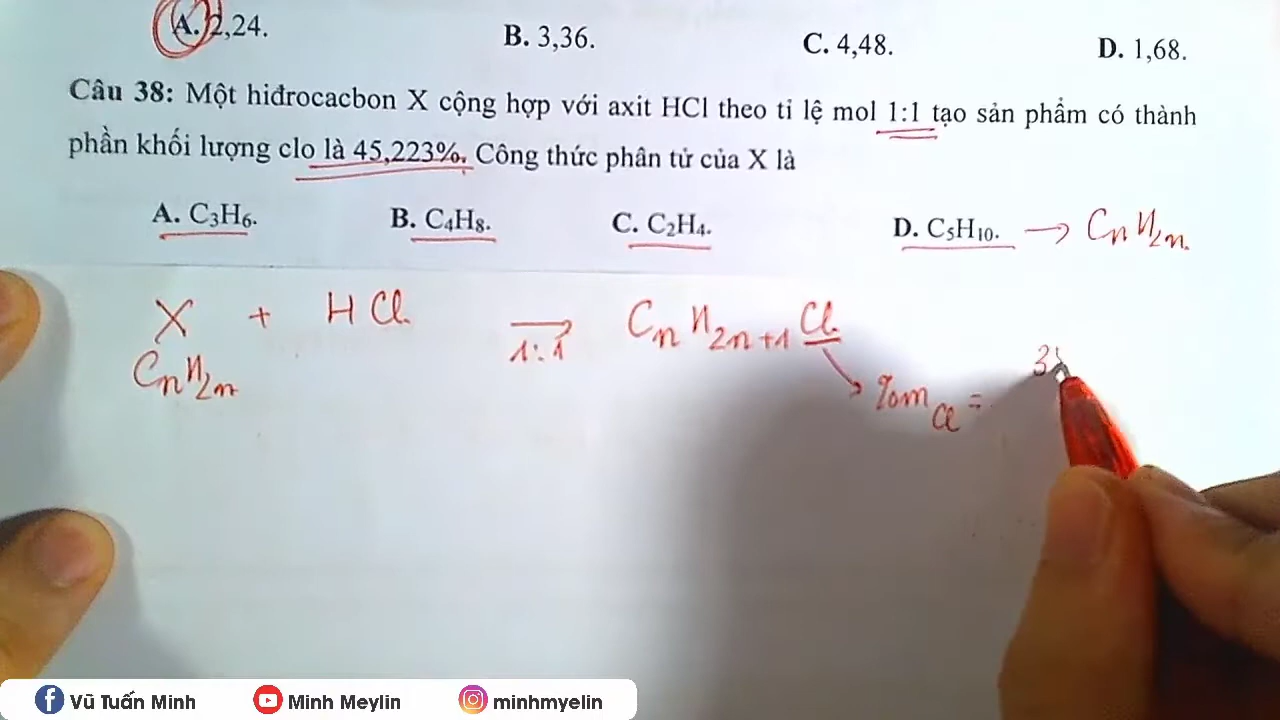 A. 2,24. B. 3,36. C. 4,48. D. 1,68.
Câu 38: Một hiđrocacbon X cộng hợp với axit HCl theo tỉ lệ mol 1:1 tạo sản phẩm có thành
phần khối lượng clo là 45,223%. Công thức phân tử của X là
A. C₃H₆. B. C₄H₈. C. C₂H₄. D. C₅H₁₀. → CnH2n.
X + HCl → CnH2n+1Cl
1:1
CnH2n
%mCl =
Vũ Tuấn Minh Minh Meylin minhmyelin